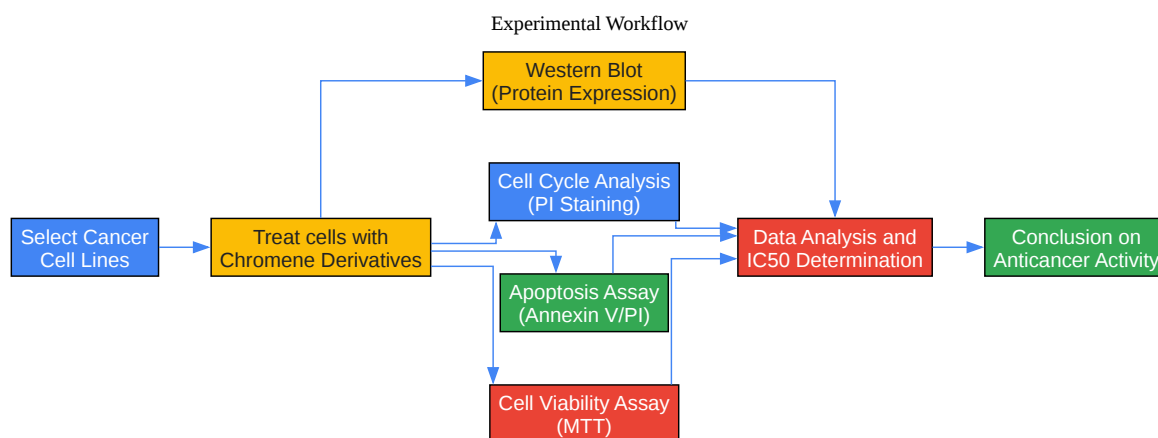 Experimental Workflow
Western Blot
(Protein Expression)
Cell Cycle Analysis
(PI Staining)
Select Cancer
Cell Lines
Treat cells with
Chromene Derivatives
Data Analysis and
IC50 Determination
Conclusion on
Anticancer Activity
Apoptosis Assay
(Annexin V/PI)
Cell Viability Assay
(MTT)